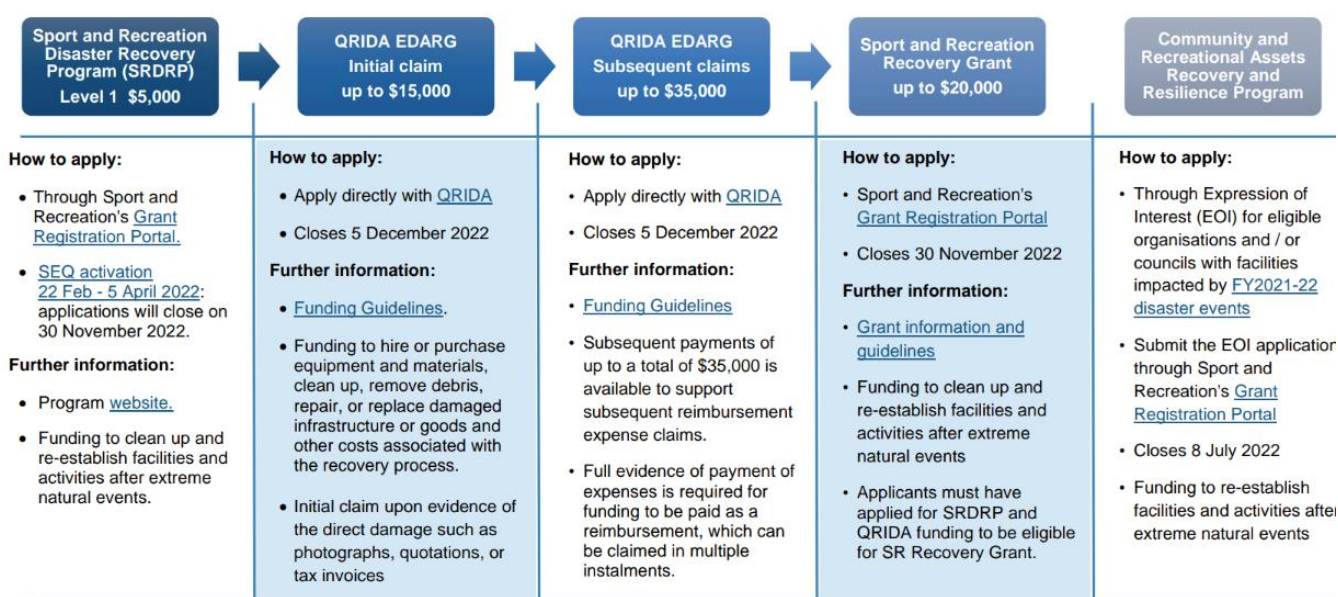 Sport and Recreation
Disaster Recovery
Program (SRDRP)
Level 1 $5,000
QRIDA EDARG
Initial claim
up to $15,000
QRIDA EDARG
Subsequent claims
up to $35,000
Sport and Recreation
Recovery Grant
up to $20,000
Community and
Recreational Assets
Recovery and
Resilience Program
How to apply:
• Through Sport and
Recreation's Grant
Registration Portal.
• SEQ activation
22 Feb - 5 April 2022:
applications will close on
30 November 2022.
Further information:
• Program website.
• Funding to clean up and
re-establish facilities and
activities after extreme
natural events.
How to apply:
• Apply directly with QRIDA
• Closes 5 December 2022
Further information:
• Funding Guidelines.
• Funding to hire or purchase
equipment and materials,
clean up, remove debris,
repair, or replace damaged
infrastructure or goods and
other costs associated with
the recovery process.
• Initial claim upon evidence of
the direct damage such as
photographs, quotations, or
tax invoices
How to apply:
• Apply directly with QRIDA
• Closes 5 December 2022
Further information:
• Funding Guidelines
• Subsequent payments of
up to a total of $35,000 is
available to support
subsequent reimbursement
expense claims.
• Full evidence of payment of
expenses is required for
funding to be paid as a
reimbursement, which can
be claimed in multiple
instalments.
How to apply:
• Sport and Recreation's
Grant Registration Portal
• Closes 30 November 2022
Further information:
• Grant information and
guidelines
• Funding to clean up and
re-establish facilities and
activities after extreme
natural events
• Applicants must have
applied for SRDRP and
QRIDA funding to be eligible
for SR Recovery Grant.
How to apply:
• Through Expression of
Interest (EOI) for eligible
organisations and / or
councils with facilities
impacted by FY2021-22
disaster events
• Submit the EOI application
through Sport and
Recreation's Grant
Registration Portal
• Closes 8 July 2022
• Funding to re-establish
facilities and activities after
extreme natural events